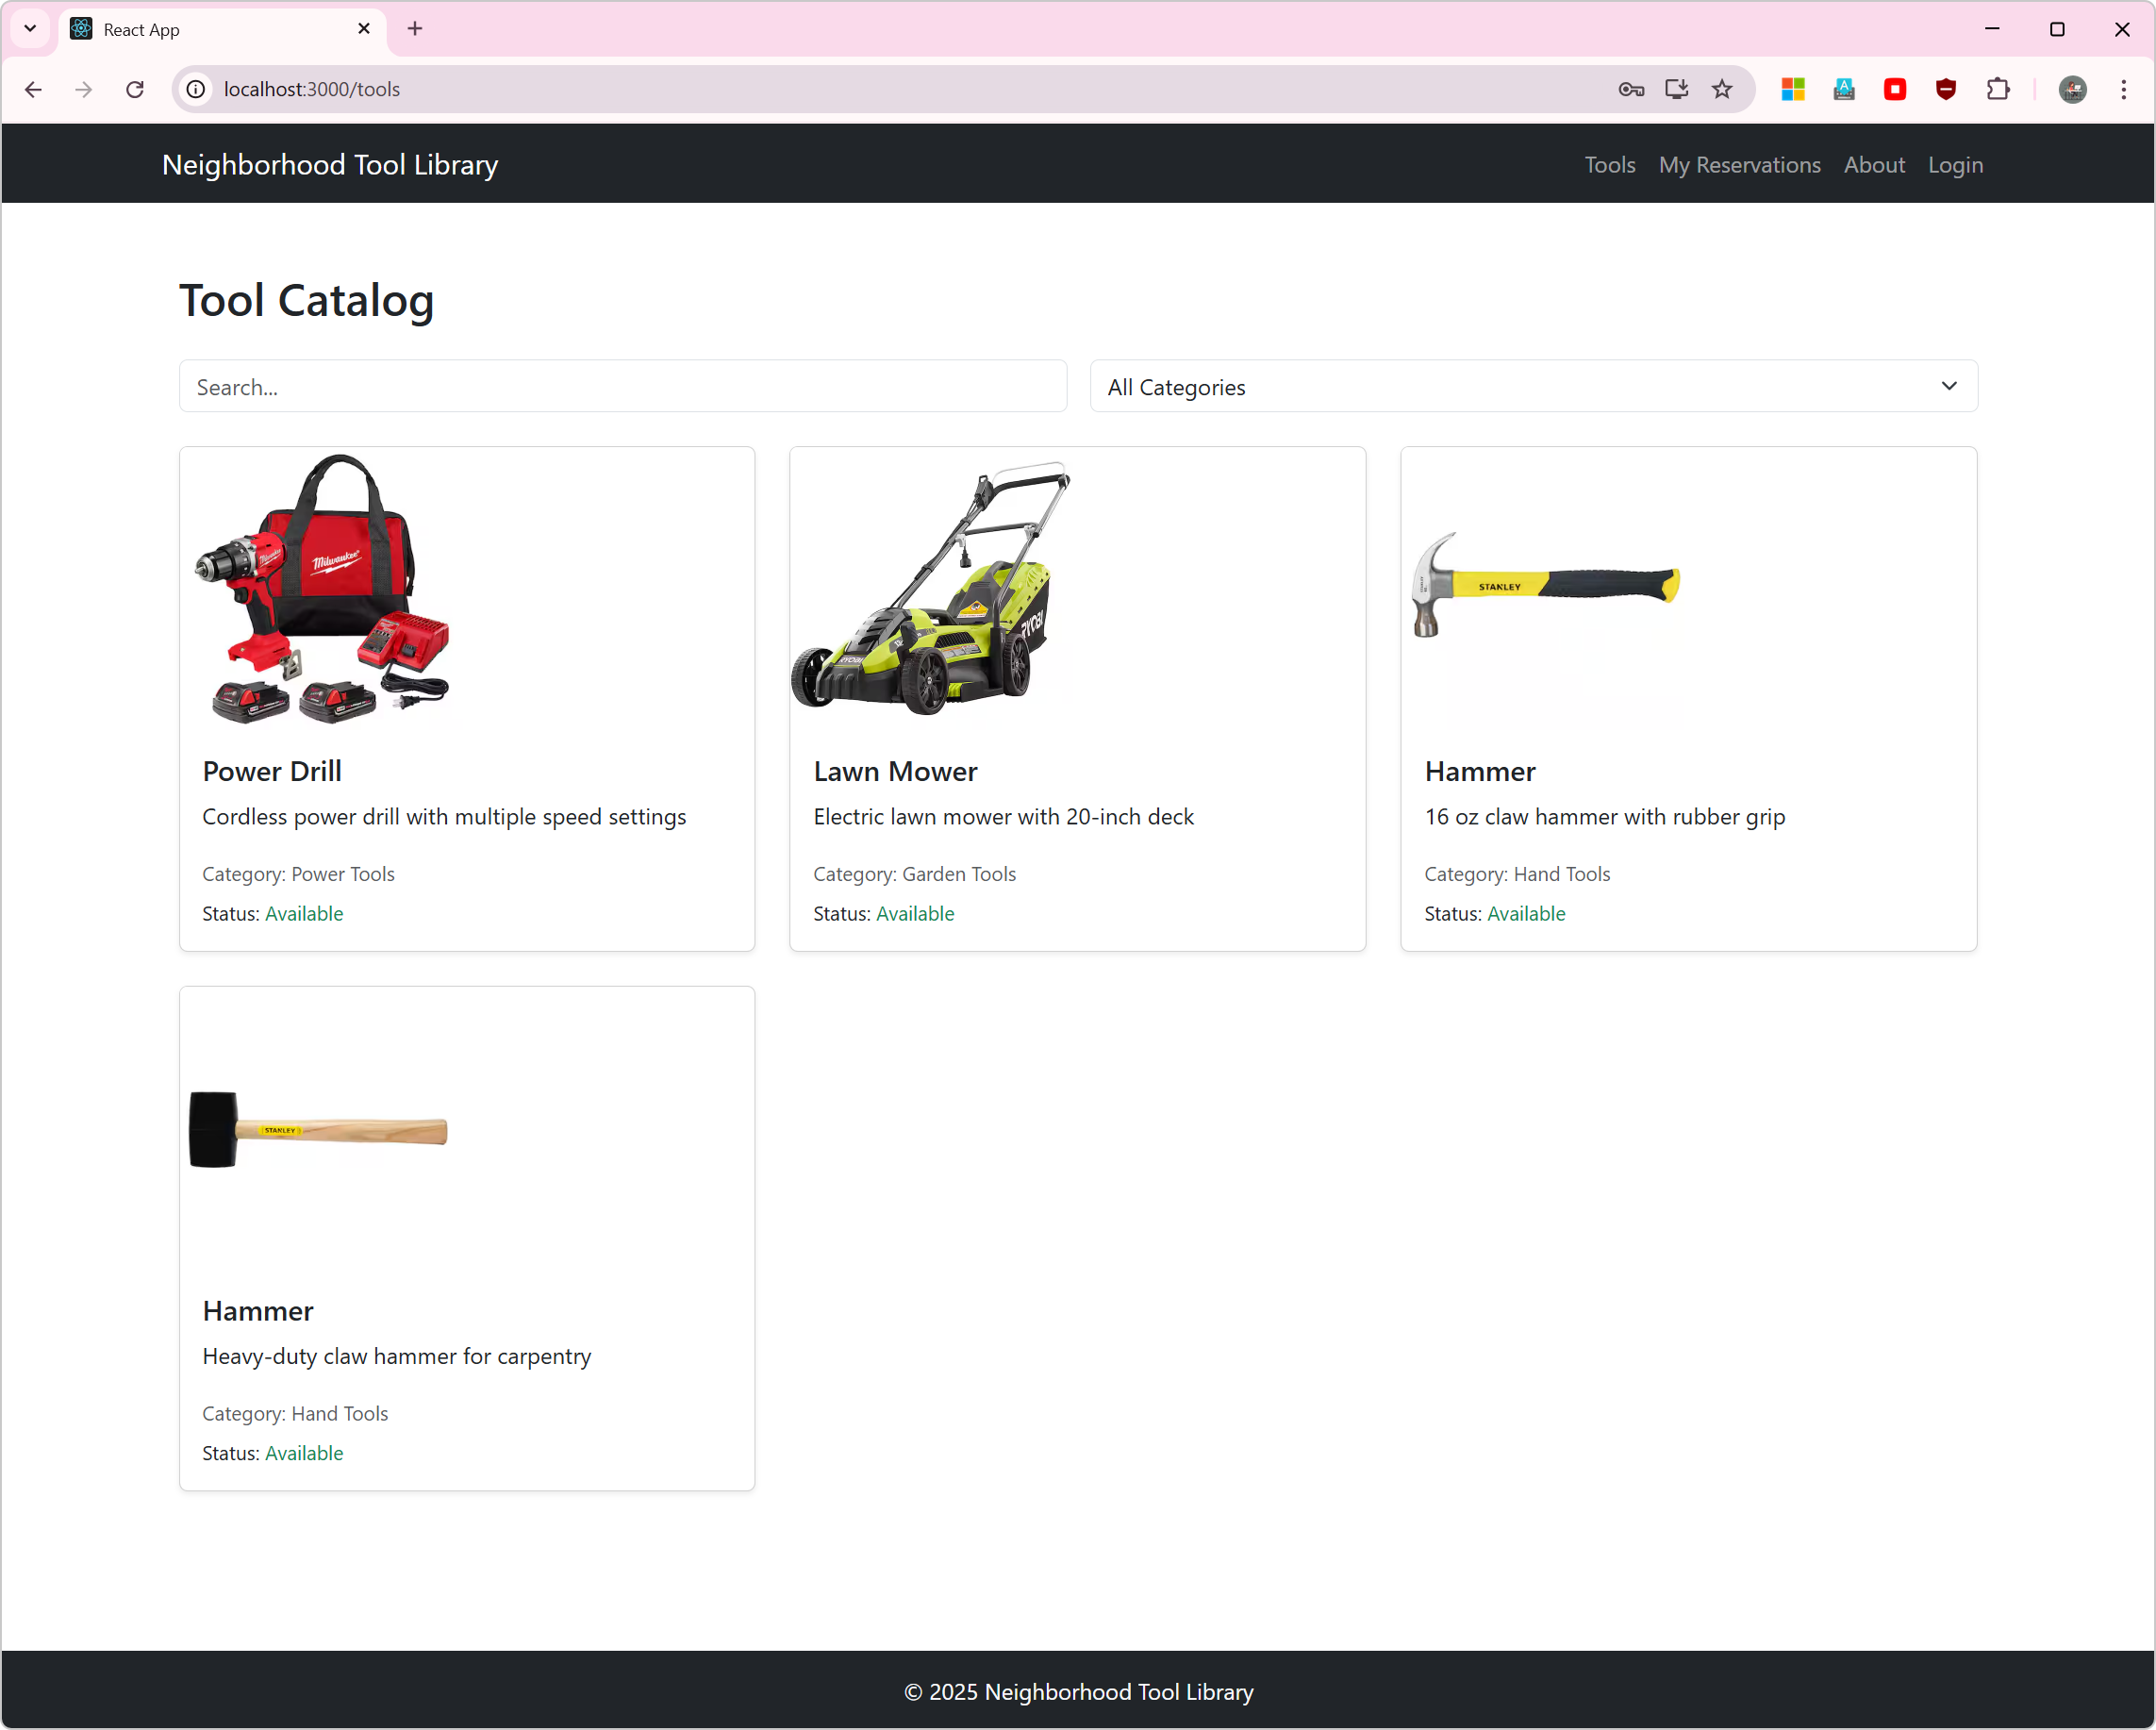 React App
localhost:3000/tools
Neighborhood Tool Library
Tools My Reservations About Login
Tool Catalog
Search...
All Categories
Milwaukee
RYOBI
RYOBI
STANLEY
Power Drill
Lawn Mower
Hammer
Cordless power drill with multiple speed settings
Electric lawn mower with 20-inch deck
16 oz claw hammer with rubber grip
Category: Power Tools
Category: Garden Tools
Category: Hand Tools
Status: Available
Status: Available
Status: Available
STANLEY
Hammer
Heavy-duty claw hammer for carpentry
Category: Hand Tools
Status: Available
© 2025 Neighborhood Tool Library